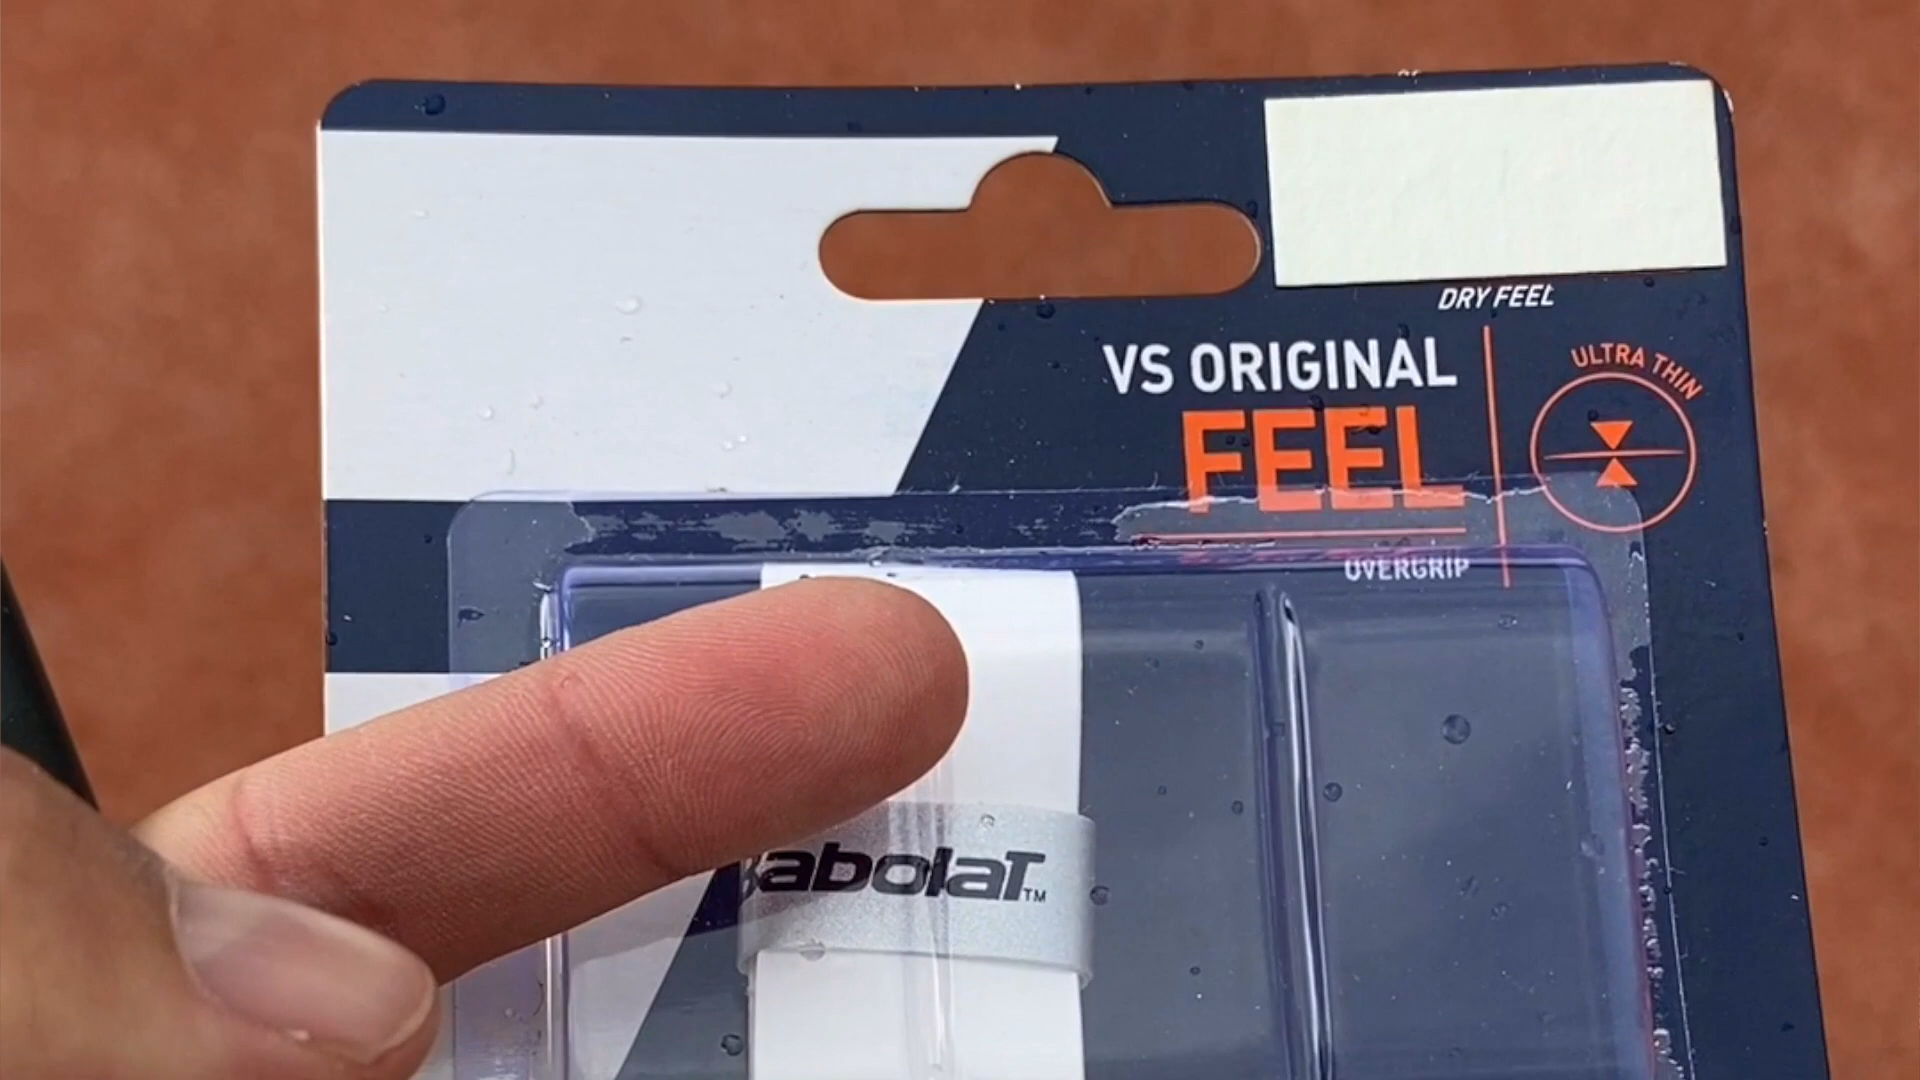 DRY FEEL
VS ORIGINAL
FEEL
ULTRA THIN
OVERGRIP
BabolaT™